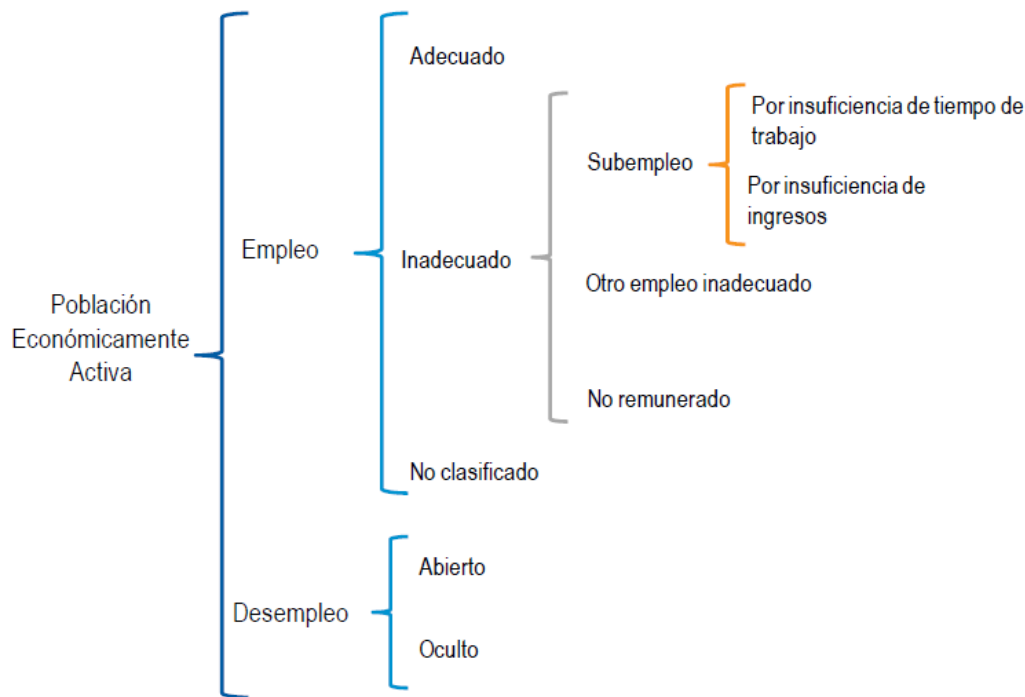 Población
Económicamente
Activa
Empleo
Adecuado
Inadecuado
Subempleo
Por insuficiencia de tiempo de
trabajo
Por insuficiencia de
ingresos
Otro empleo inadecuado
No remunerado
No clasificado
Desempleo
Abierto
Oculto